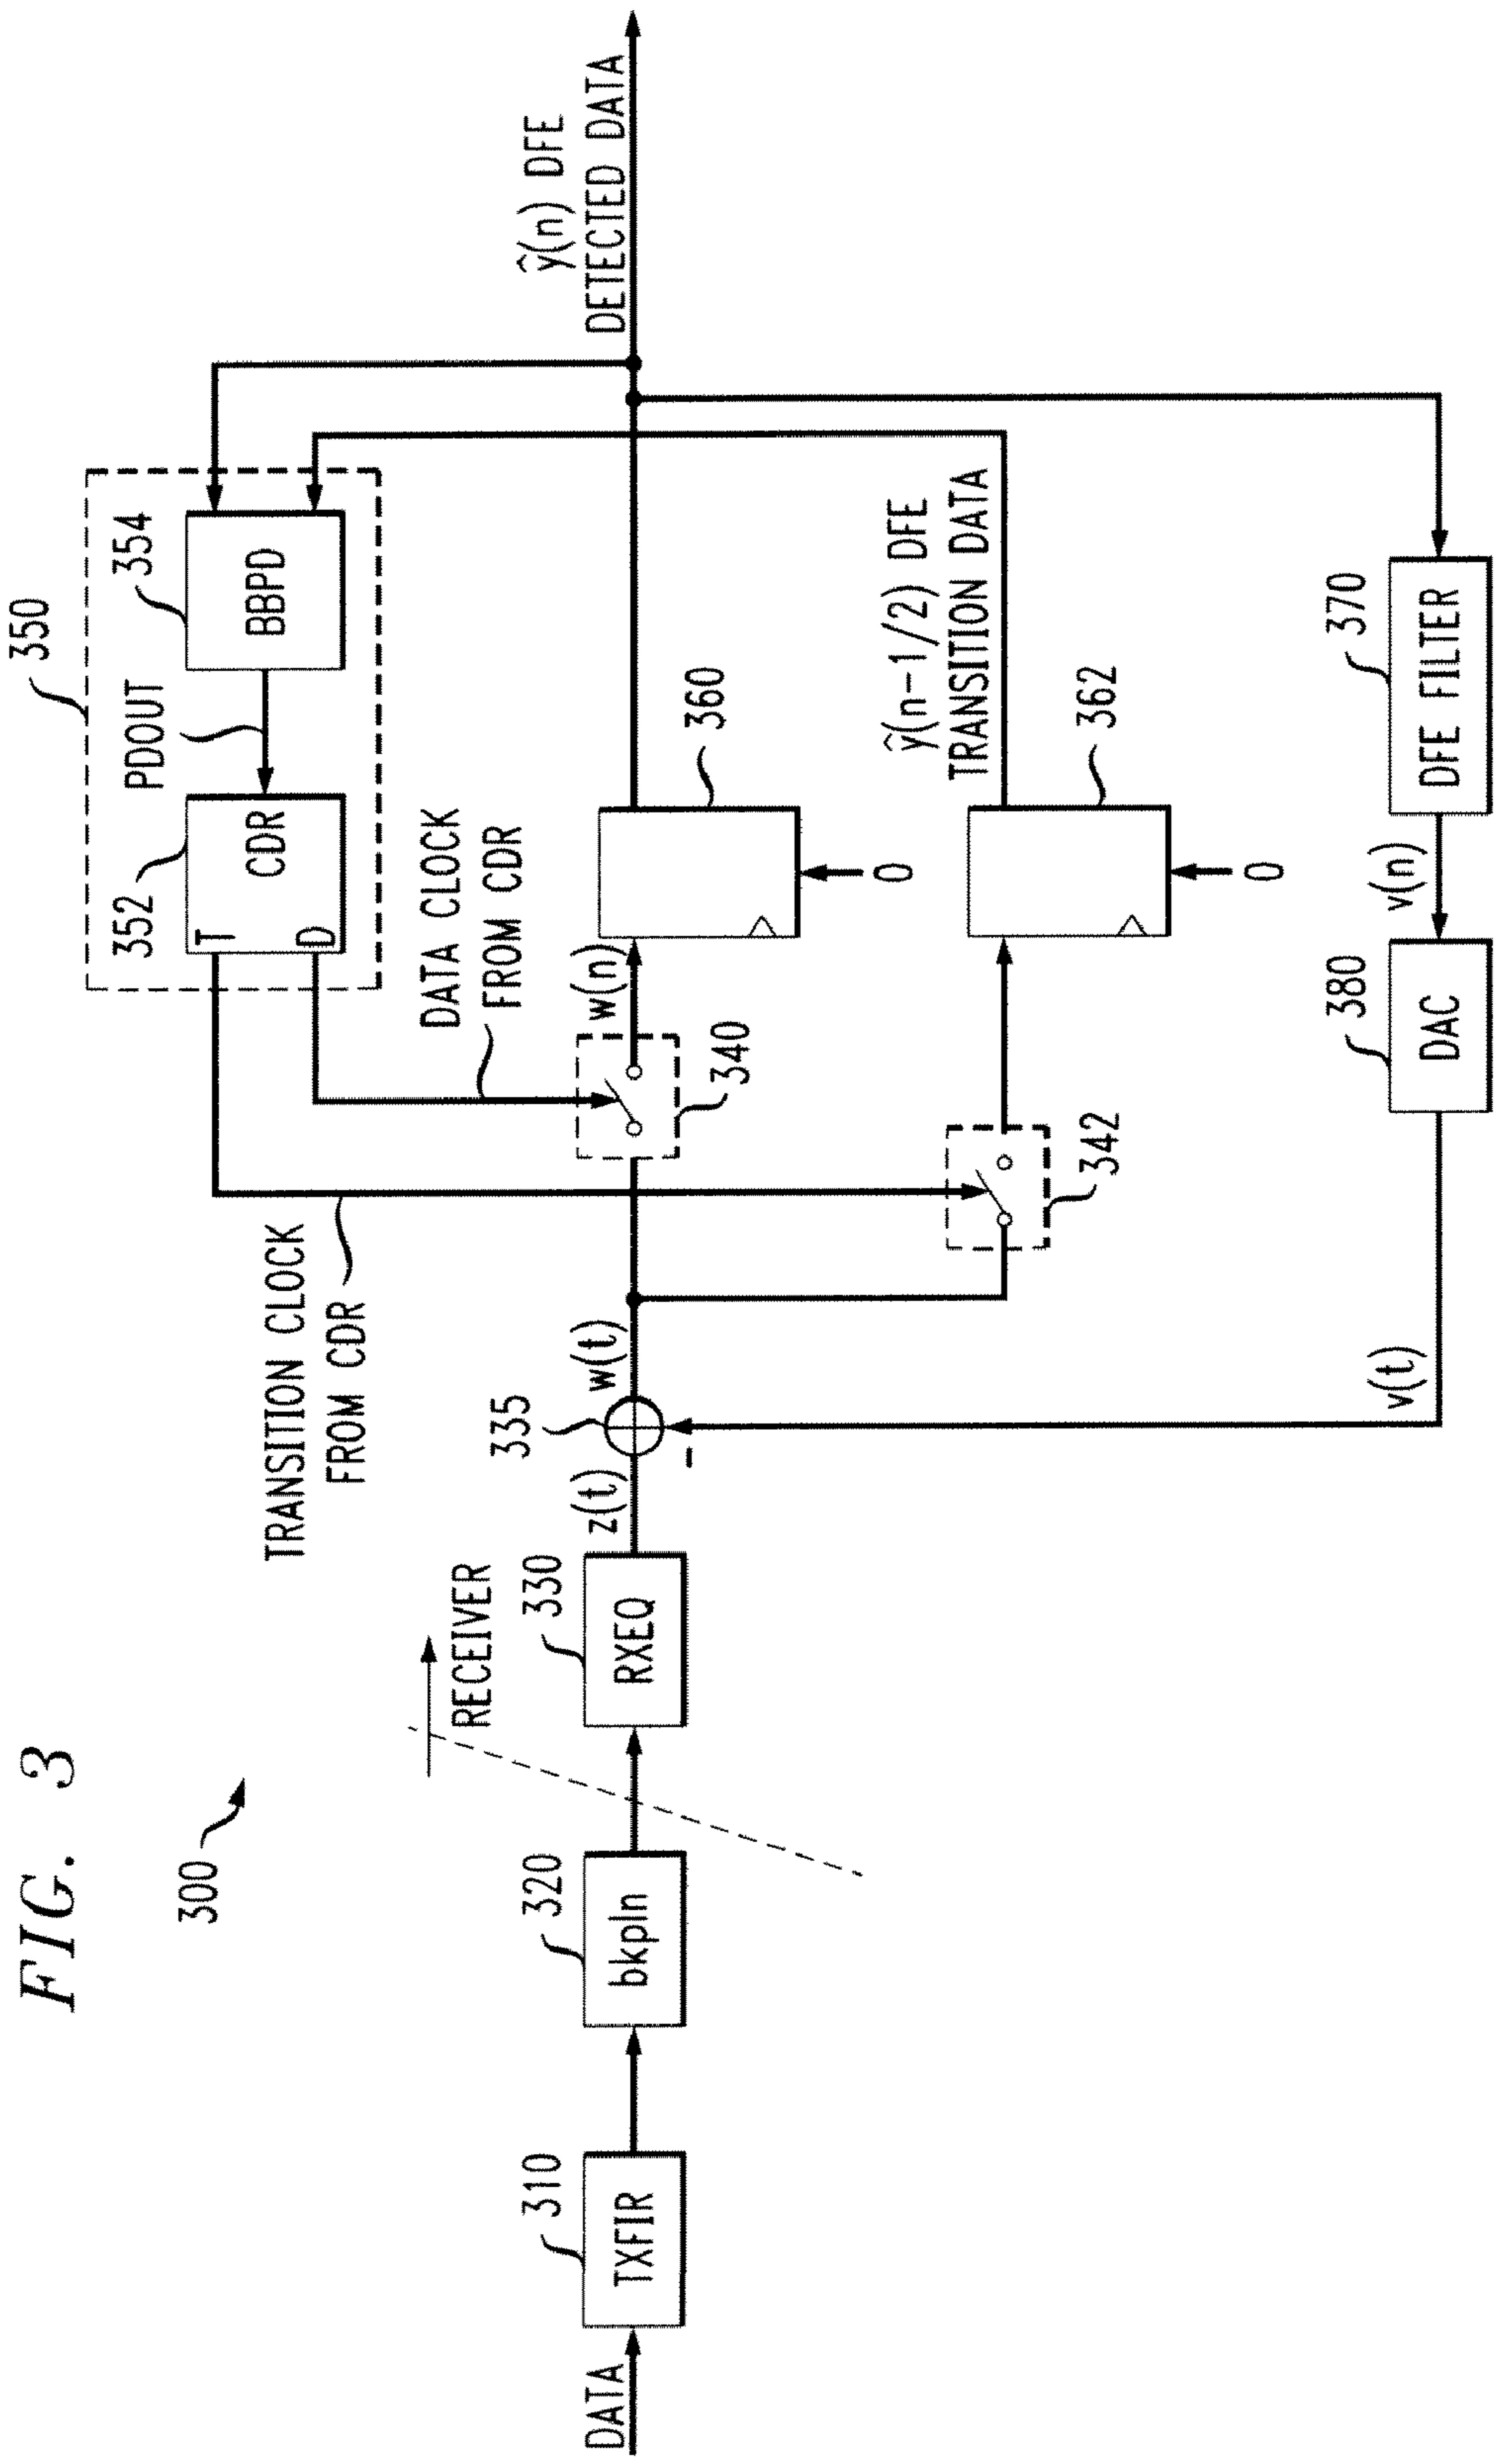 FIG. 3
300
350
352
CDR
T
D
PDOUT
354
BBPD
TRANSITION CLOCK
FROM CDR
DATA CLOCK
FROM CDR
RECEIVER
DATA
310
TXFIR
320
bkpln
330
RXEQ
z(t)
335
-
w(t)
340
w(n)
360
0
ŷ(n) DFE
DETECTED DATA
342
362
0
ŷ(n-1/2) DFE
TRANSITION DATA
v(t)
380
DAC
v(n)
370
DFE FILTER